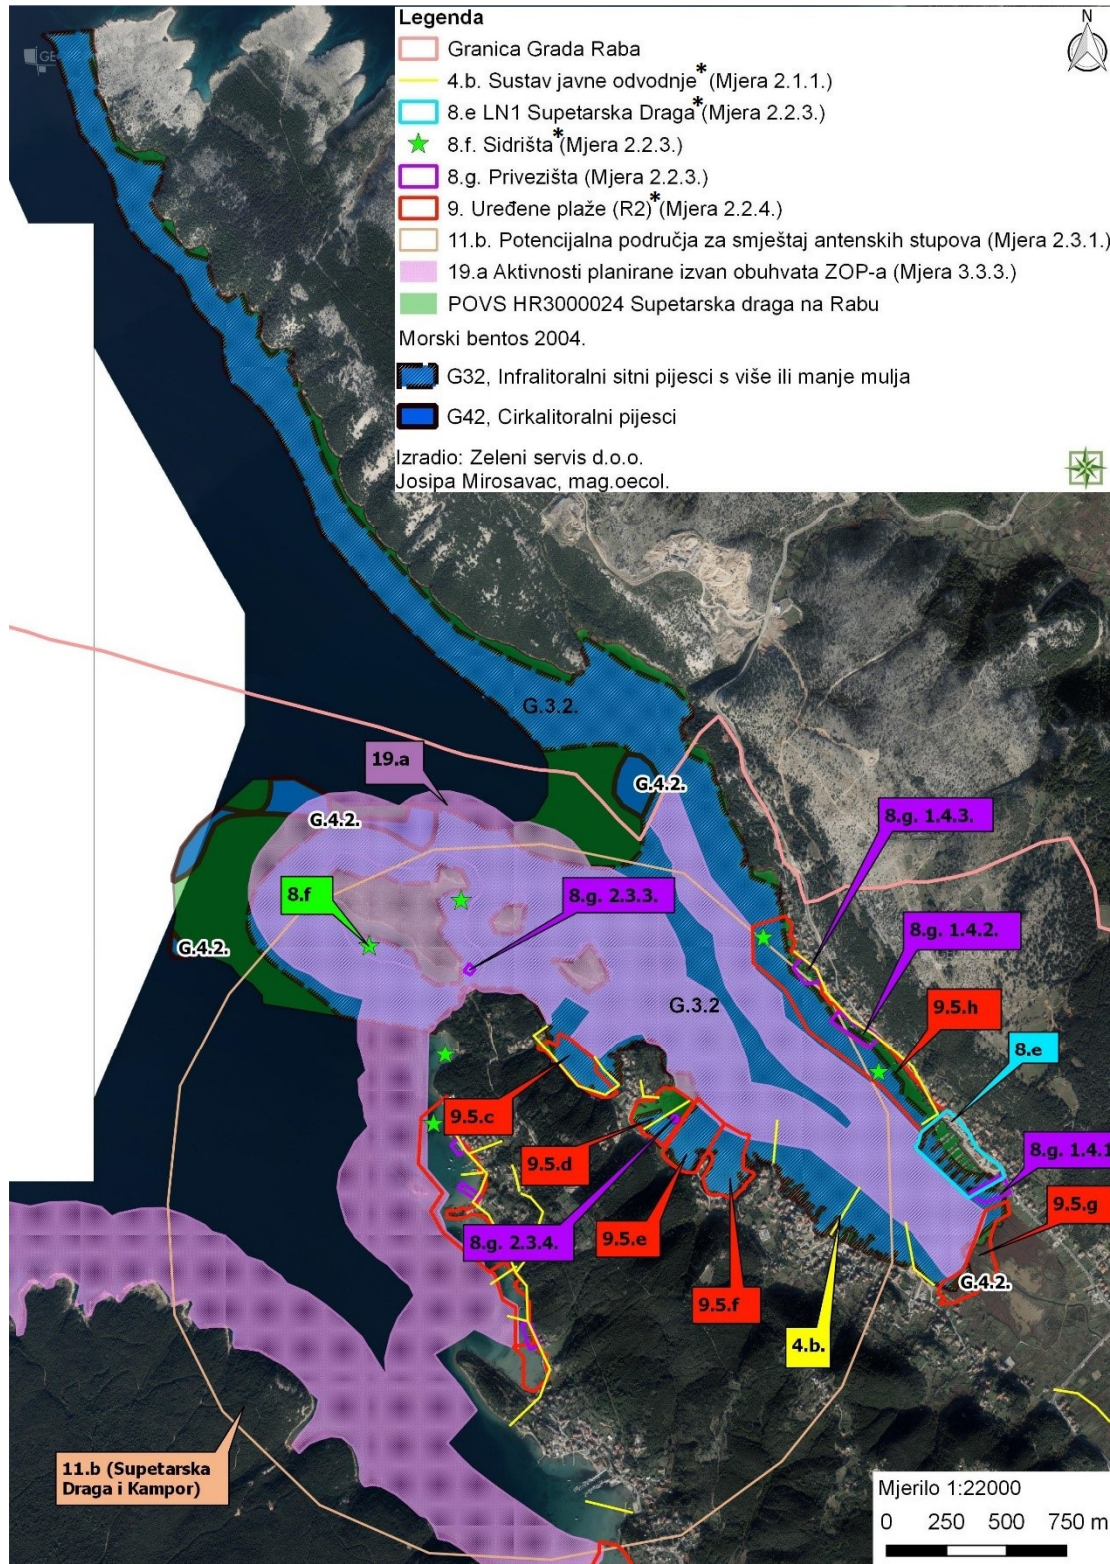 Legenda
N
Granica Grada Raba
4.b. Sustav javne odvodnje* (Mjera 2.1.1.)
8.e LN1 Supetarska Draga* (Mjera 2.2.3.)
8.f. Sidrišta* (Mjera 2.2.3.)
8.g. Privezišta (Mjera 2.2.3.)
9. Uređene plaže (R2)* (Mjera 2.2.4.)
11.b. Potencijalna područja za smještaj antenskih stupova (Mjera 2.3.1.)
19.a Aktivnosti planirane izvan obuhvata ZOP-a (Mjera 3.3.3.)
POVS HR3000024 Supetarska draga na Rabu
Morski bentos 2004.
G32, Infralitoralni sitni pijesci s više ili manje mulja
G42, Cirkalitoralni pijesci
Izradio: Zeleni servis d.o.o.
Josipa Mirosavac, mag.oecol.
G.3.2.
19.a
G.4.2.
G.4.2.
8.g. 1.4.3.
8.f
8.g. 2.3.3.
8.g. 1.4.2.
G.4.2.
G.3.2
9.5.h
8.e
9.5.c
8.g. 1.4.1
9.5.d
9.5.g
8.g. 2.3.4.
9.5.e
G.4.2.
9.5.f
4.b.
11.b (Supetarska
Draga i Kampor)
Mjerilo 1:22000
0 250 500 750 m